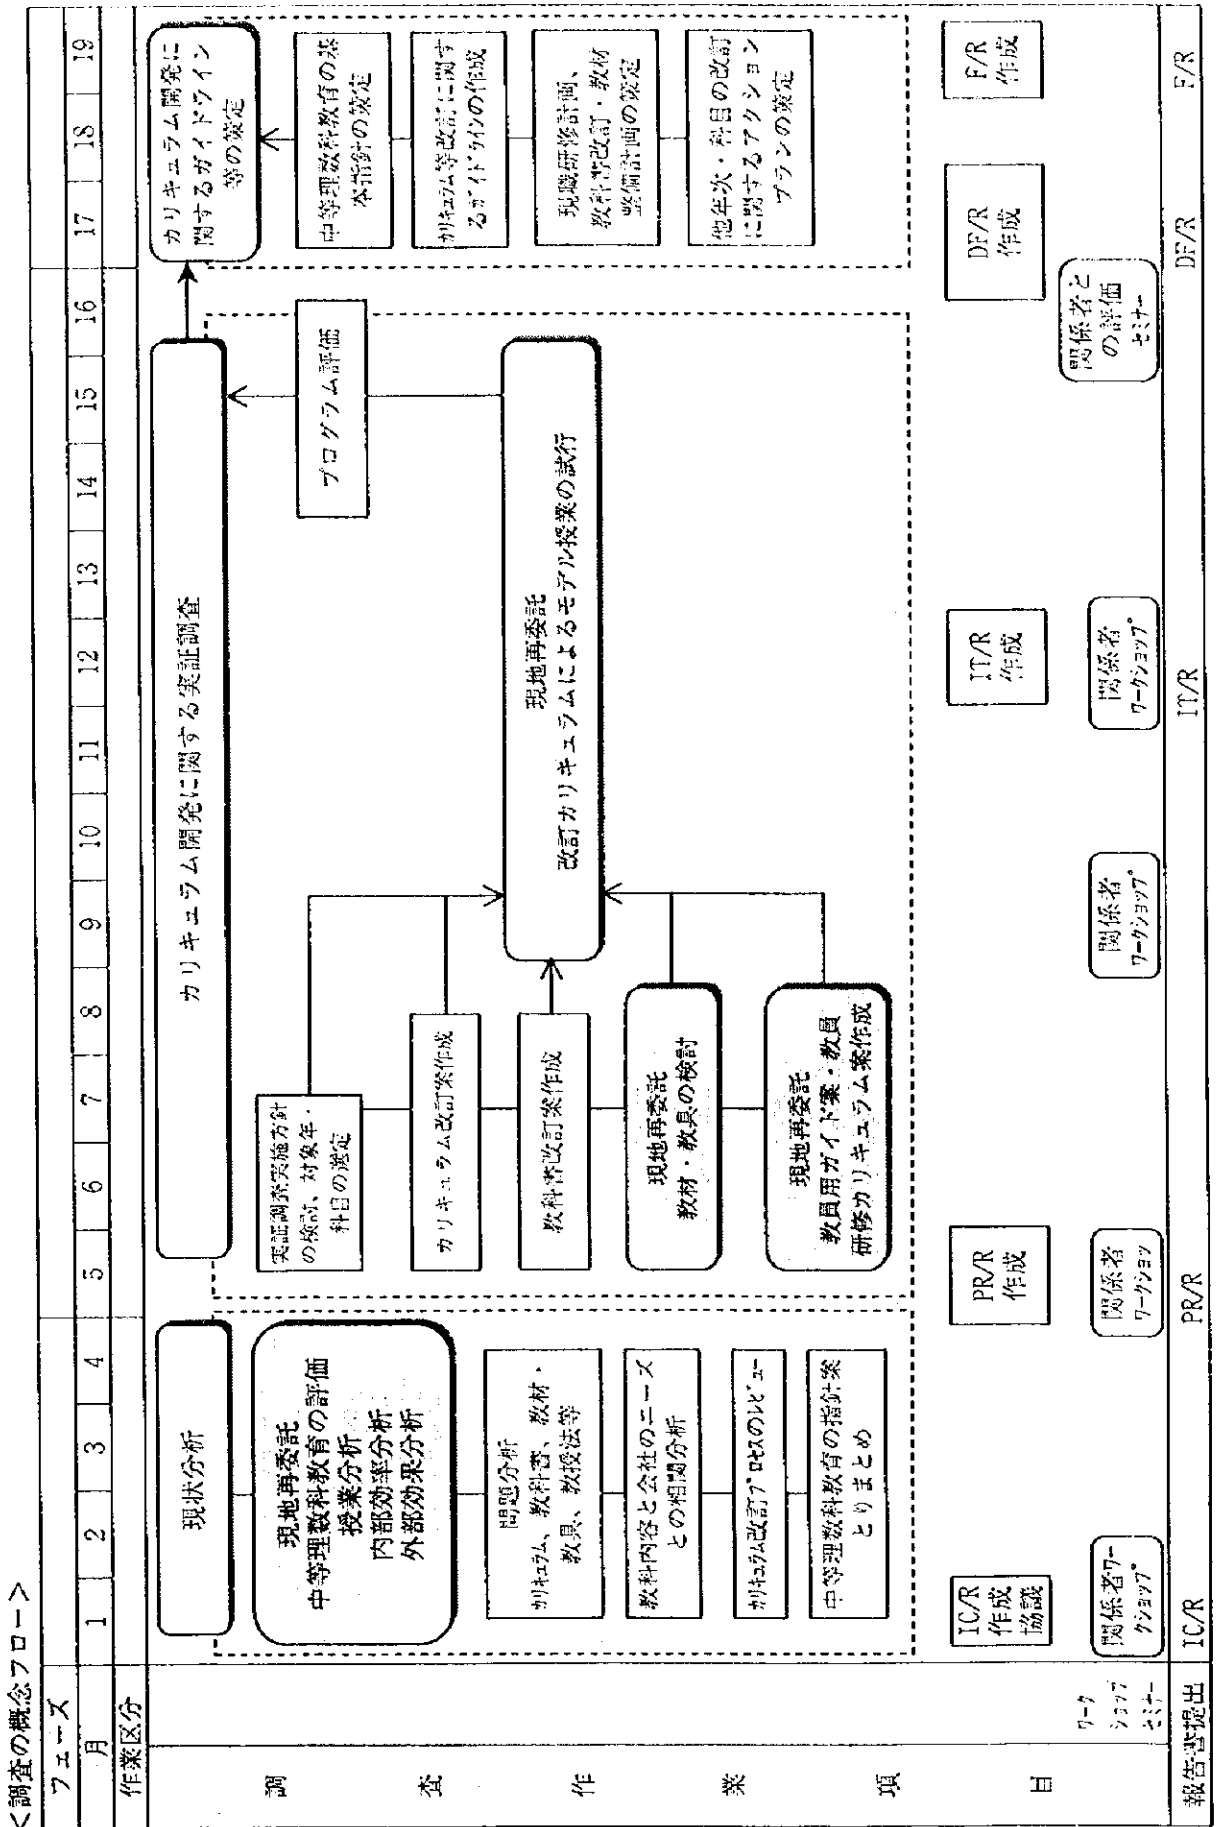 <調査の概念フロー>
フェーズ
月
1 2 3 4 5 6 7 8 9 10 11 12 13 14 15 16 17 18 19
作業区分
調査作業項目
現状分析
現地再委託
中等理数科教育の評価
授業分析
内部効率分析
外部効果分析
問題分析
カリキュラム、教科書、教材・
教具、教授法等
教科内容と会社のニーズ
との相関分析
カリキュラム改訂プロセスのレビュー
中等理数科教育の指針案
とりまとめ
カリキュラム開発に関する実証調査
実証調査実施方針
の検討、対象年・
科目の選定
カリキュラム改訂案作成
教科書改訂案作成
現地再委託
教材・教具の検討
現地再委託
教員用ガイド案・教員
研修カリキュラム案作成
現地再委託
改訂カリキュラムによるモデル授業の試行
プログラム評価
カリキュラム開発に
関するガイドライン
等の策定
中等理数科教育の基
本指針の策定
カリキュラム等改訂に関す
るガイドラインの作成
現職研修計画、
教科書改訂・教材
整備計画の策定
他年次・科目の改訂
に関するアクション
プランの策定
IC/R
作成
協議
PR/R
作成
IT/R
作成
DF/R
作成
F/R
作成
ワーク
ショップ
セミナー
関係者ワー
クショップ
関係者
ワークショッ
関係者
ワークショップ
関係者
ワークショップ
関係者と
の評価
セミナー
報告書提出
IC/R
PR/R
IT/R
DF/R
F/R